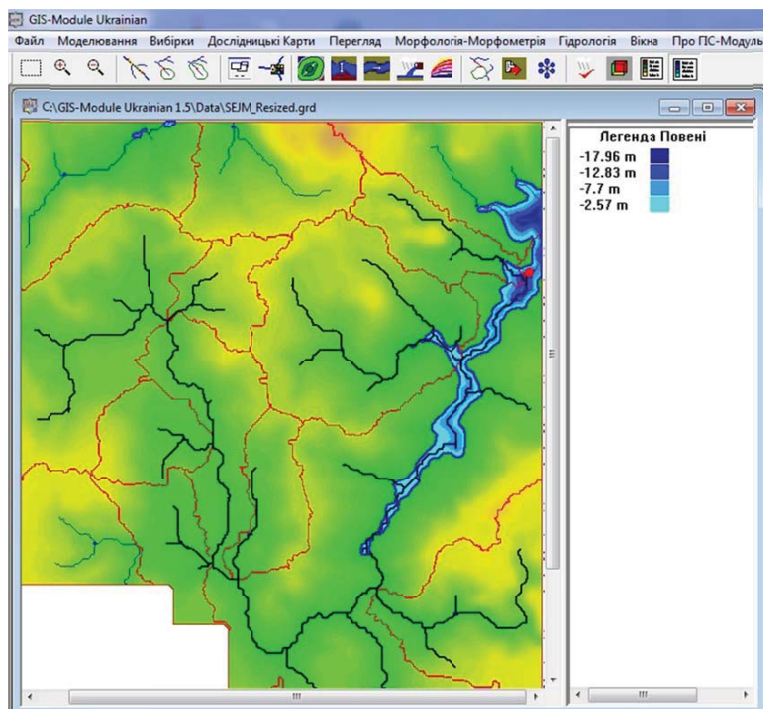 GIS-Module Ukrainian
Файл Моделювання Вибірки Дослідницькі Карти Перегляд Морфологія-Морфометрія Гідрологія Вікна Про ГІС-Модуль
C:\GIS-Module Ukrainian 1.5\Data\SEJM_Resized.grd
Легенда Повені
-17.96 m
-12.83 m
-7.7 m
-2.57 m